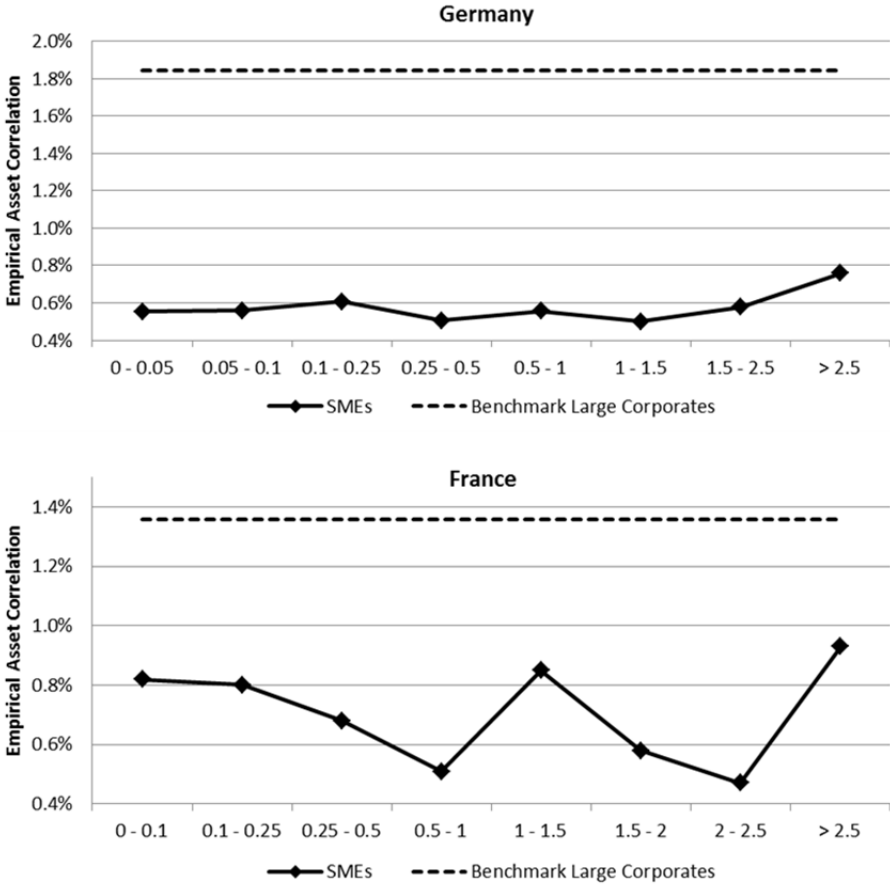 Germany
Empirical Asset Correlation
2.0%
1.8%
1.6%
1.4%
1.2%
1.0%
0.8%
0.6%
0.4%
0 - 0.05 0.05 - 0.1 0.1 - 0.25 0.25 - 0.5 0.5 - 1 1 - 1.5 1.5 - 2.5 > 2.5
SMEs Benchmark Large Corporates
France
Empirical Asset Correlation
1.4%
1.2%
1.0%
0.8%
0.6%
0.4%
0 - 0.1 0.1 - 0.25 0.25 - 0.5 0.5 - 1 1 - 1.5 1.5 - 2 2 - 2.5 > 2.5
SMEs Benchmark Large Corporates